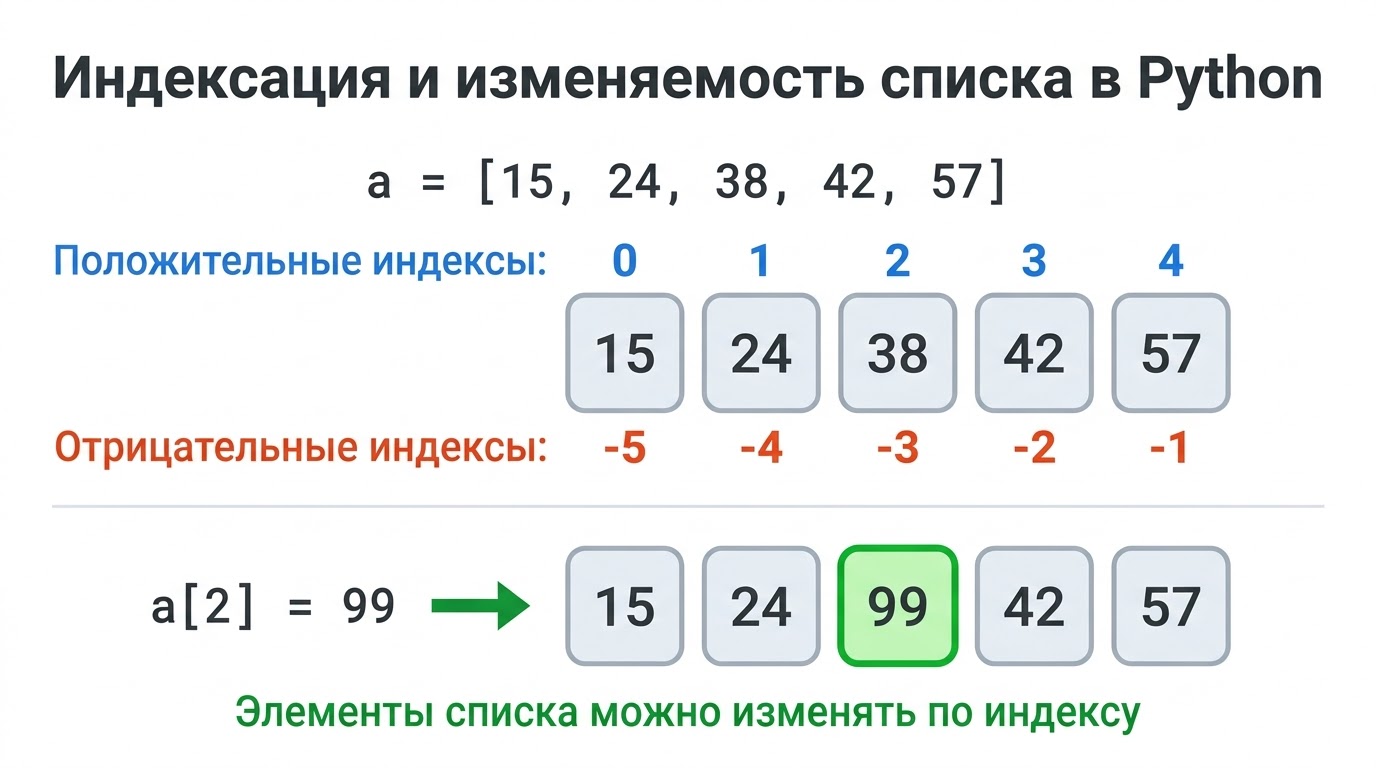 Индексация и изменяемость списка в Python
a = [15, 24, 38, 42, 57]
Положительные индексы: 0 1 2 3 4
15 24 38 42 57
Отрицательные индексы: -5 -4 -3 -2 -1
a[2] = 99 15 24 99 42 57
Элементы списка можно изменять по индексу